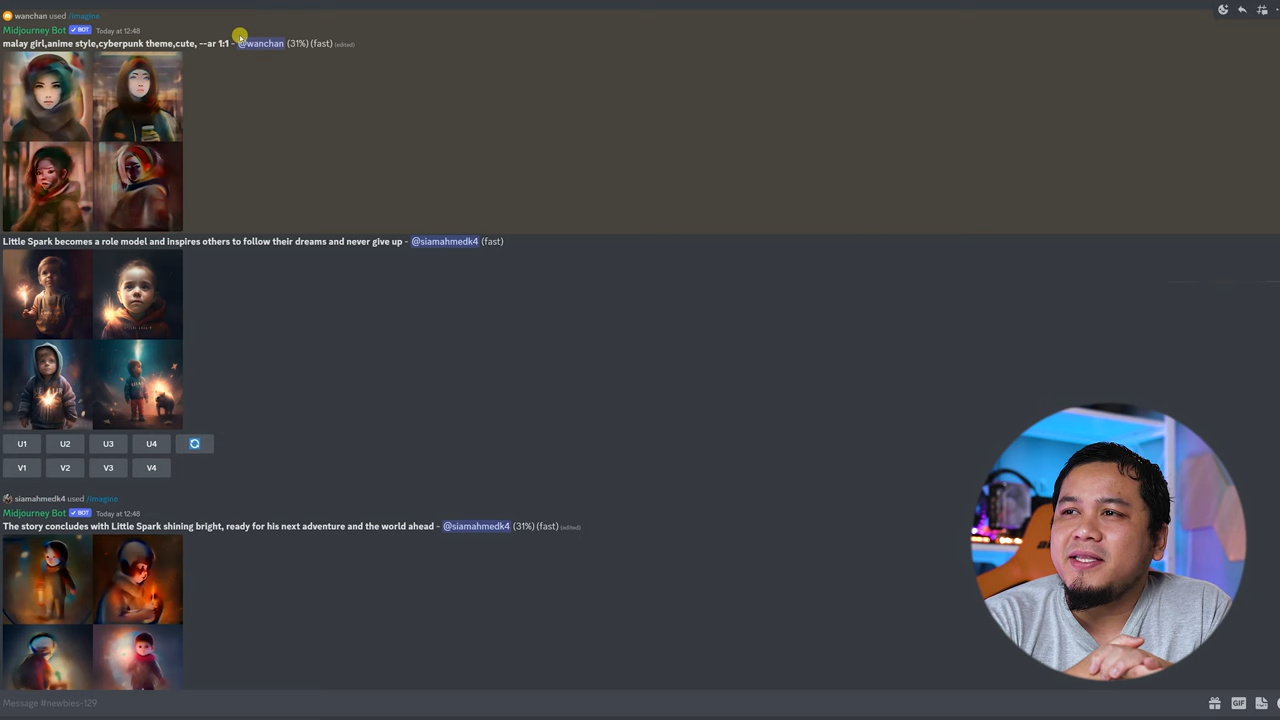 wanchan used /imagine
Midjourney Bot BOT Today at 12:48
malay girl,anime style,cyberpunk theme,cute, --ar 1:1 - @wanchan (31%) (fast) (edited)
Little Spark becomes a role model and inspires others to follow their dreams and never give up - @siamahmedk4 (fast)
U1 U2 U3 U4
V1 V2 V3 V4
siamahmedk4 used /imagine
Midjourney Bot BOT Today at 12:48
The story concludes with Little Spark shining bright, ready for his next adventure and the world ahead - @siamahmedk4 (31%) (fast) (edited)
Message #newbies-129
GIF